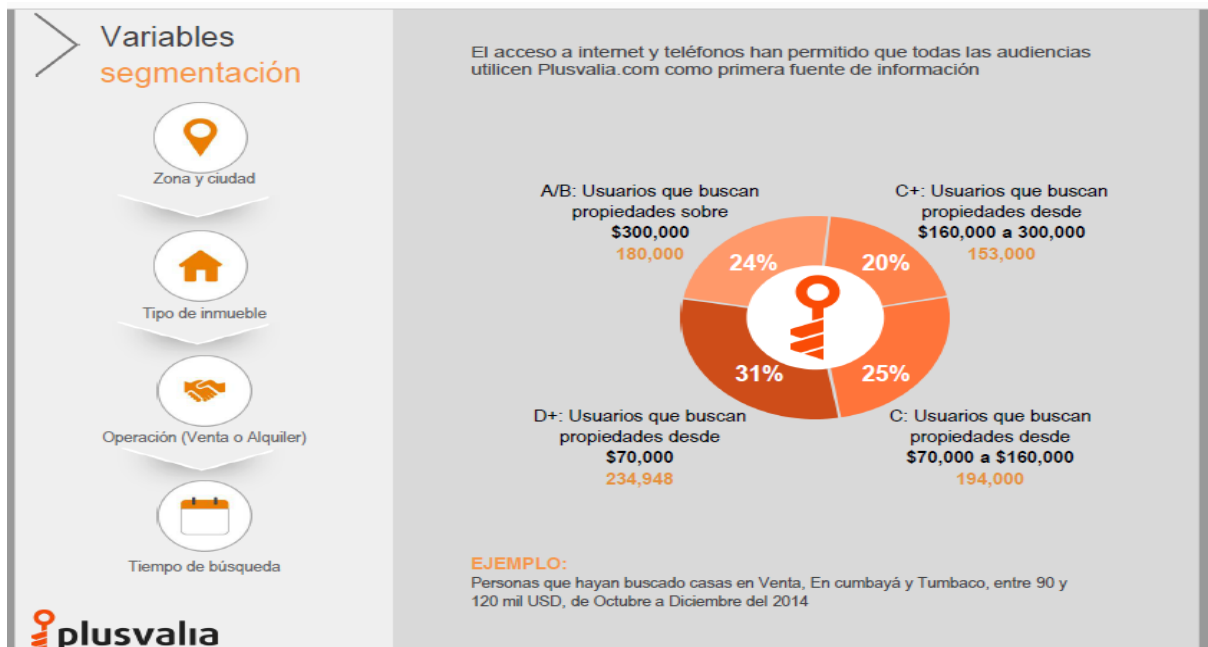 Variables
segmentación
Zona y ciudad
Tipo de inmueble
Operación (Venta o Alquiler)
Tiempo de búsqueda
plusvalia
El acceso a internet y teléfonos han permitido que todas las audiencias
utilicen Plusvalia.com como primera fuente de información
A/B: Usuarios que buscan
propiedades sobre
$300,000
180,000
C+: Usuarios que buscan
propiedades desde
$160,000 a 300,000
153,000
24%
20%
31%
25%
D+: Usuarios que buscan
propiedades desde
$70,000
234,948
C: Usuarios que buscan
propiedades desde
$70,000 a $160,000
194,000
EJEMPLO:
Personas que hayan buscado casas en Venta, En cumbayá y Tumbaco, entre 90 y
120 mil USD, de Octubre a Diciembre del 2014